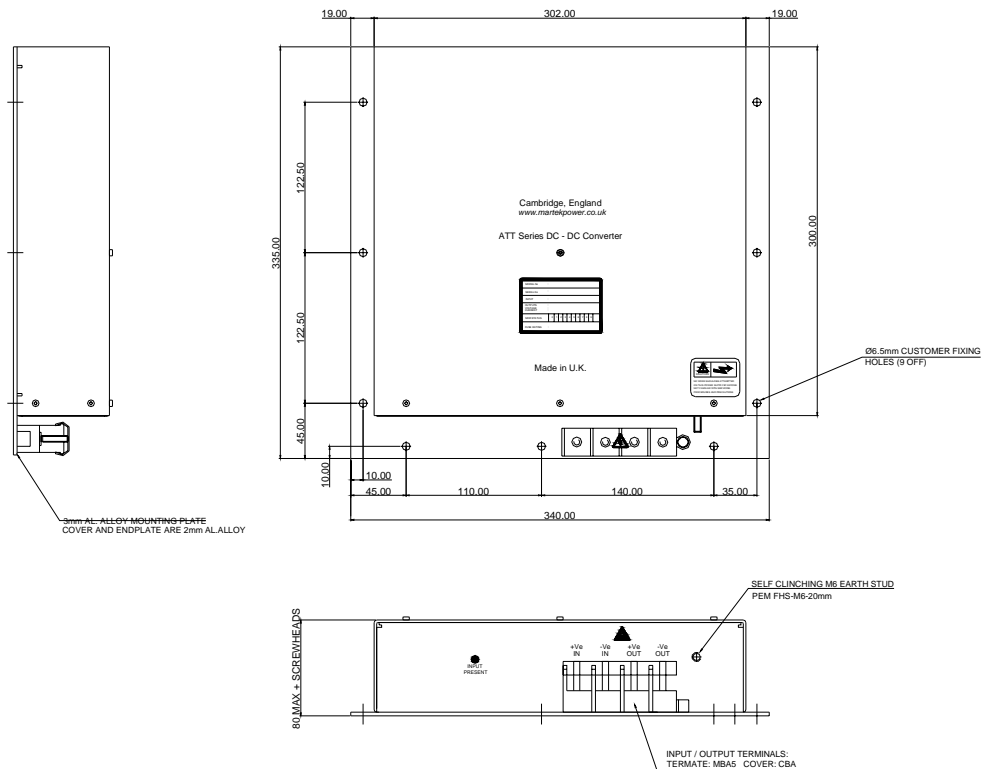 19.00
302.00
19.00
122.50
335.00
300.00
122.50
45.00
10.00
Cambridge, England
www.martekpower.co.uk
ATT Series DC - DC Converter
Made in U.K.
Ø6.5mm CUSTOMER FIXING
HOLES (9 OFF)
10.00
45.00
110.00
140.00
35.00
340.00
3mm AL. ALLOY MOUNTING PLATE
COVER AND ENDPLATE ARE 2mm AL.ALLOY
SELF CLINCHING M6 EARTH STUD
PEM FHS-M6-20mm
80 MAX + SCREWHEADS
INPUT
PRESENT
+Ve
IN
-Ve
IN
+Ve
OUT
-Ve
OUT
INPUT / OUTPUT TERMINALS:
TERMATE: MBA5 COVER: CBA